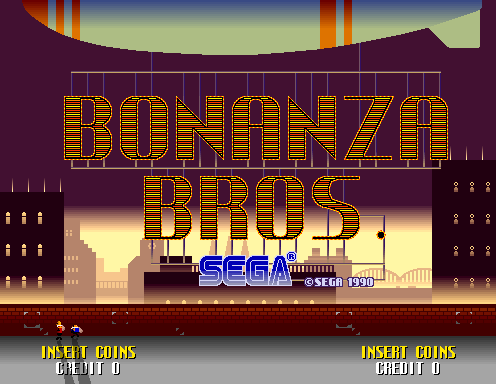 BONANZA
BROS.
SEGA®
© SEGA 1990
INSERT COINS INSERT COINS
CREDIT 0 CREDIT 0